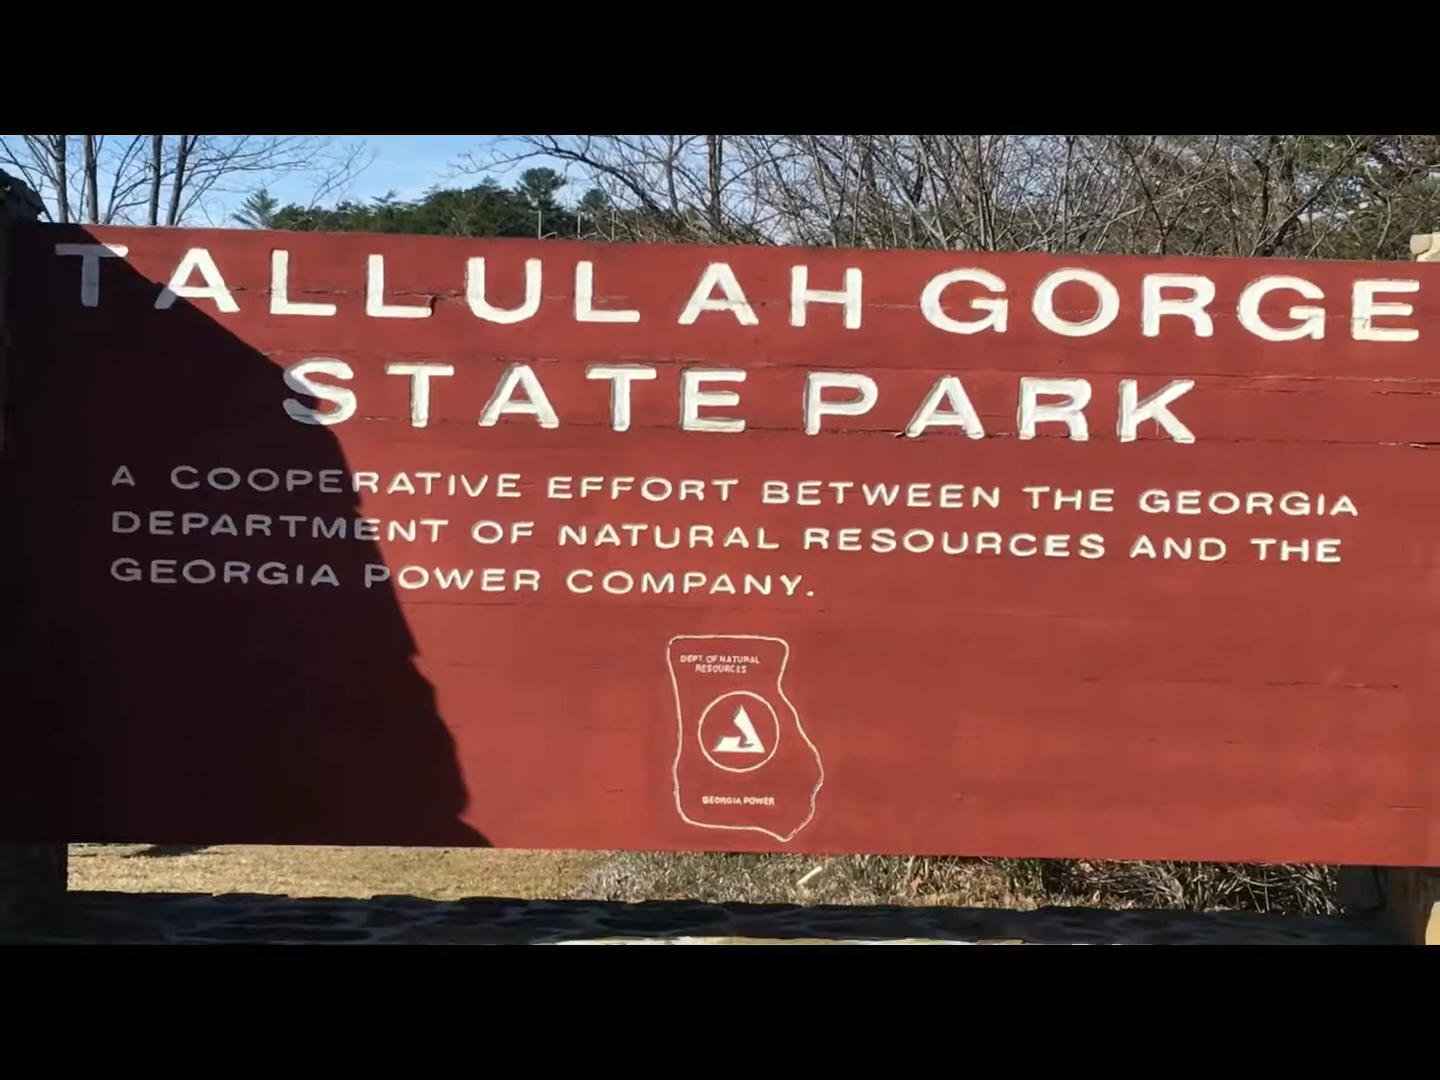 TALLULAH GORGE
STATE PARK
A COOPERATIVE EFFORT BETWEEN THE GEORGIA
DEPARTMENT OF NATURAL RESOURCES AND THE
GEORGIA POWER COMPANY.
DEPT. OF NATURAL
RESOURCES
GEORGIA POWER